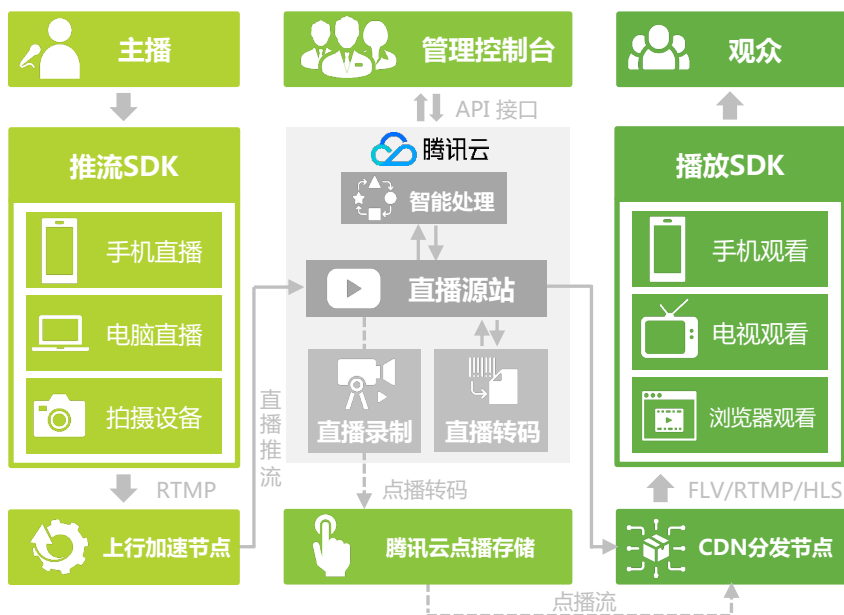 主播
管理控制台
观众
API 接口
推流SDK
手机直播
电脑直播
拍摄设备
RTMP
上行加速节点
直播推流
腾讯云
智能处理
直播源站
直播录制
直播转码
点播转码
腾讯云点播存储
点播流
播放SDK
手机观看
电视观看
浏览器观看
FLV/RTMP/HLS
CDN分发节点